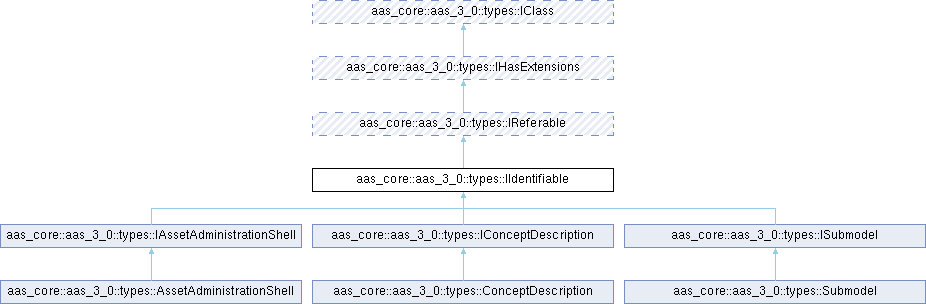 aas_core::aas_3_0::types::IClass
aas_core::aas_3_0::types::IHasExtensions
aas_core::aas_3_0::types::IReferable
aas_core::aas_3_0::types::IIdentifiable
aas_core::aas_3_0::types::IAssetAdministrationShell
aas_core::aas_3_0::types::IConceptDescription
aas_core::aas_3_0::types::ISubmodel
aas_core::aas_3_0::types::AssetAdministrationShell
aas_core::aas_3_0::types::ConceptDescription
aas_core::aas_3_0::types::Submodel